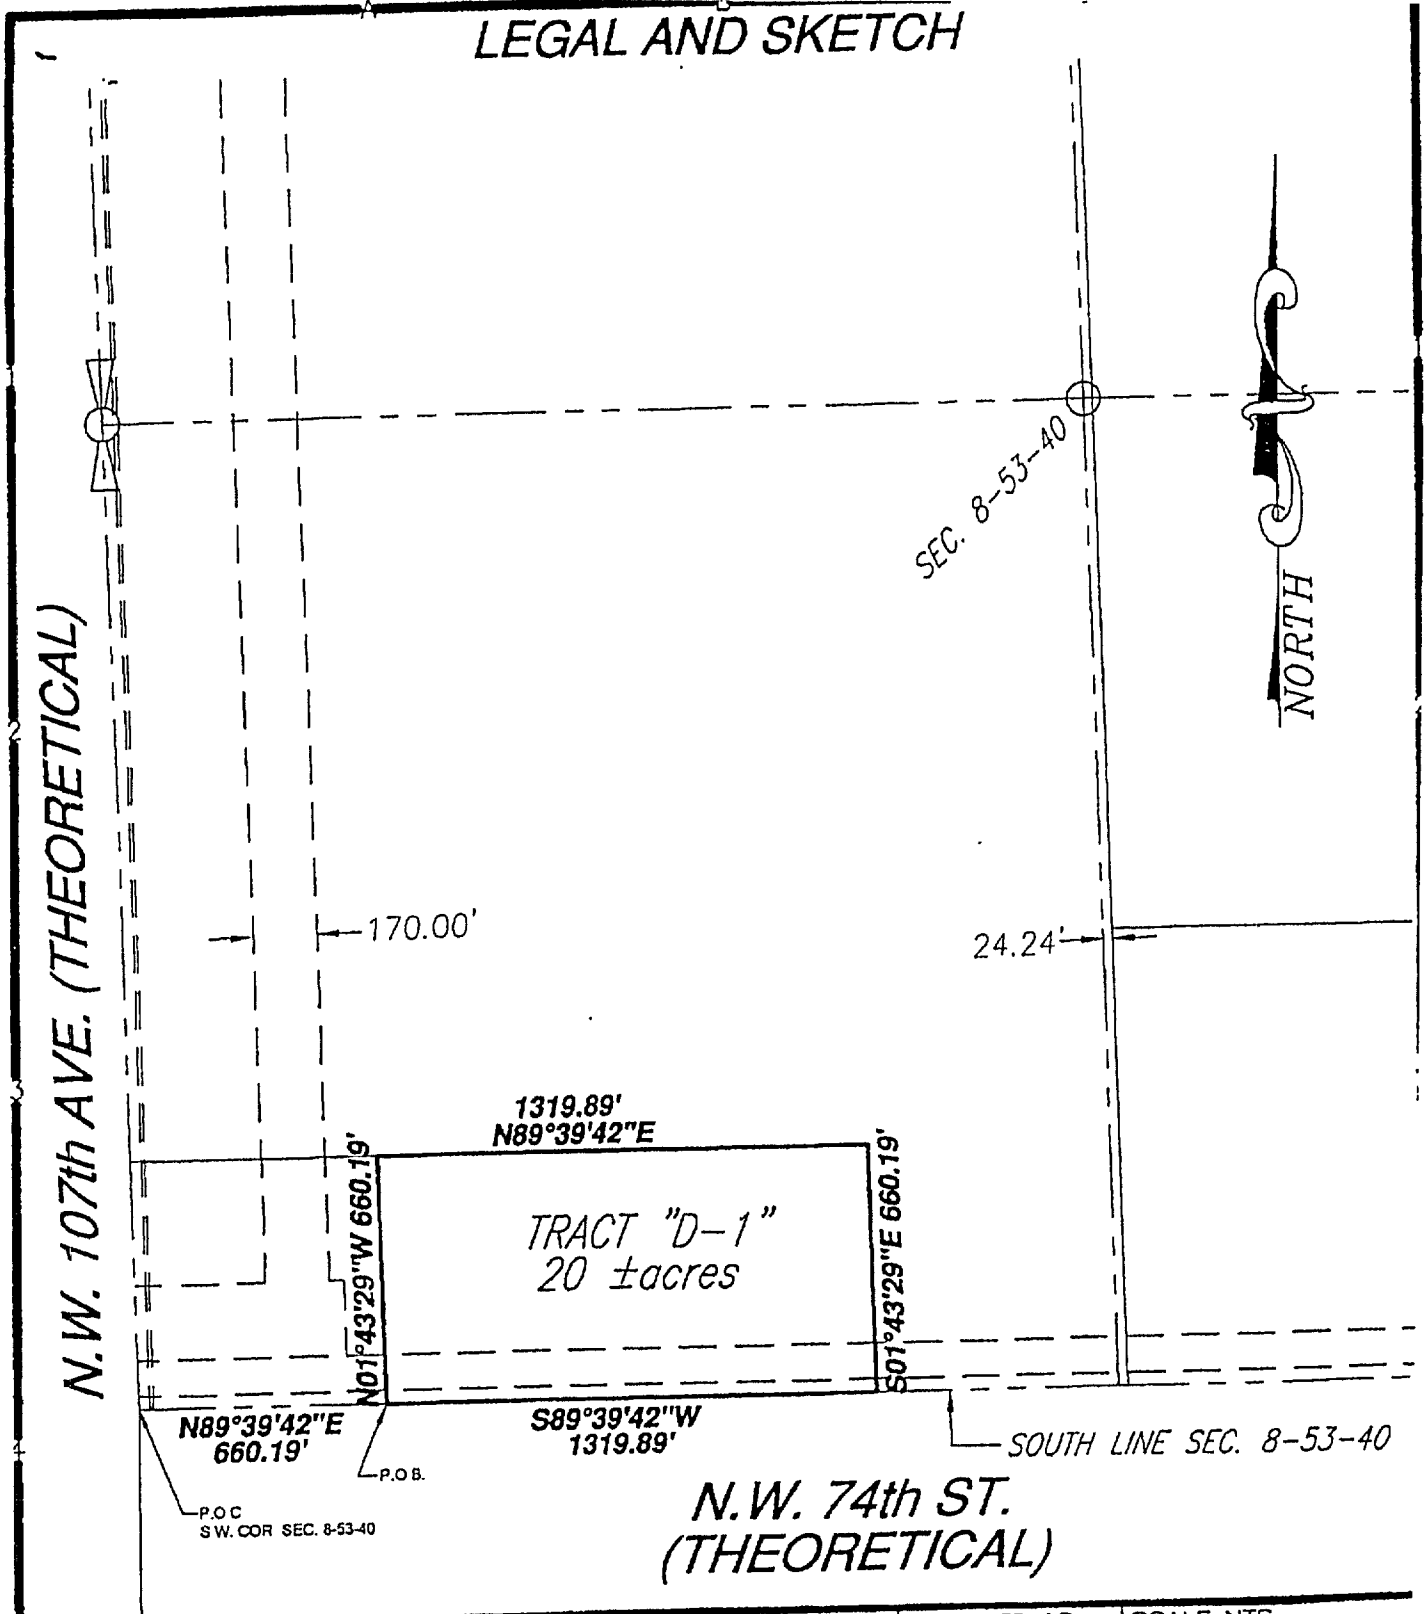 A
B
LEGAL AND SKETCH
SEC. 8-53-40
NORTH
N.W. 107th AVE. (THEORETICAL)
2
170.00'
24.24'
3
1319.89'
N89°39'42"E
N01°43'29"W 660.19'
S01°43'29"E 660.19'
TRACT "D-1"
20 ±acres
N89°39'42"E
660.19'
S89°39'42"W
1319.89'
4
SOUTH LINE SEC. 8-53-40
P.O B.
P.O C
S W. COR SEC. 8-53-40
N.W. 74th ST.
(THEORETICAL)